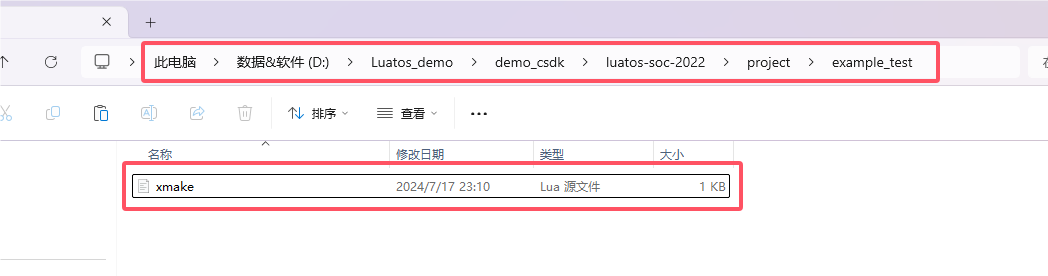 此电脑 数据&软件 (D:) Luatos_demo demo_csdk luatos-soc-2022 project example_test
排序 查看
名称 修改日期 类型 大小
xmake 2024/7/17 23:10 Lua 源文件 1 KB